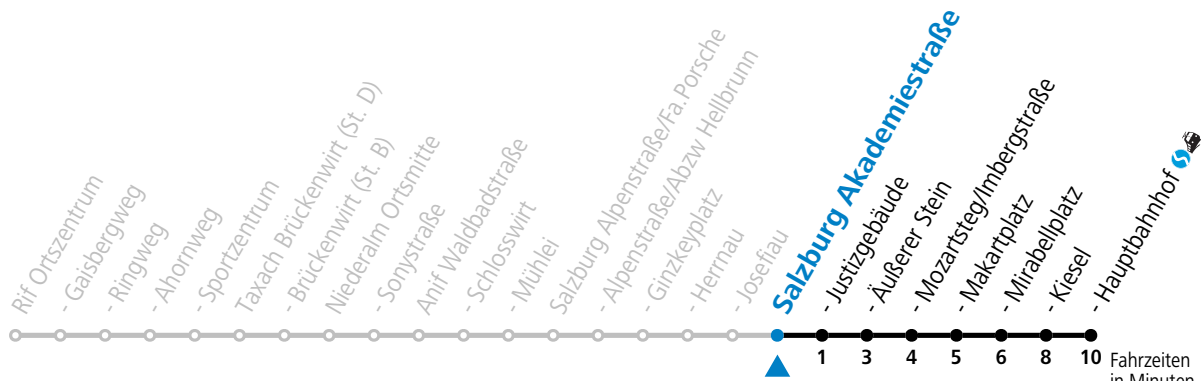 Rif Ortszentrum
- Gaisbergweg
- Ringweg
- Ahornweg
- Sportzentrum
Taxach Brückenwirt (St. D)
- Brückenwirt (St. B)
Niederalm Ortsmitte
- Sonystraße
Anif Waldbadstraße
- Schlosswirt
- Mühlei
Salzburg Alpenstraße/Fa.Porsche
- Alpenstraße/Abzw Hellbrunn
- Ginzkeyplatz
- Herrnau
- Josefiau
Salzburg Akademiestraße
- Justizgebäude
- Äußerer Stein
- Mozartsteg/Imbergstraße
- Makartplatz
- Mirabellplatz
- Kiesel
- Hauptbahnhof
1 3 4 5 6 8 10 Fahrzeiten
in Minuten